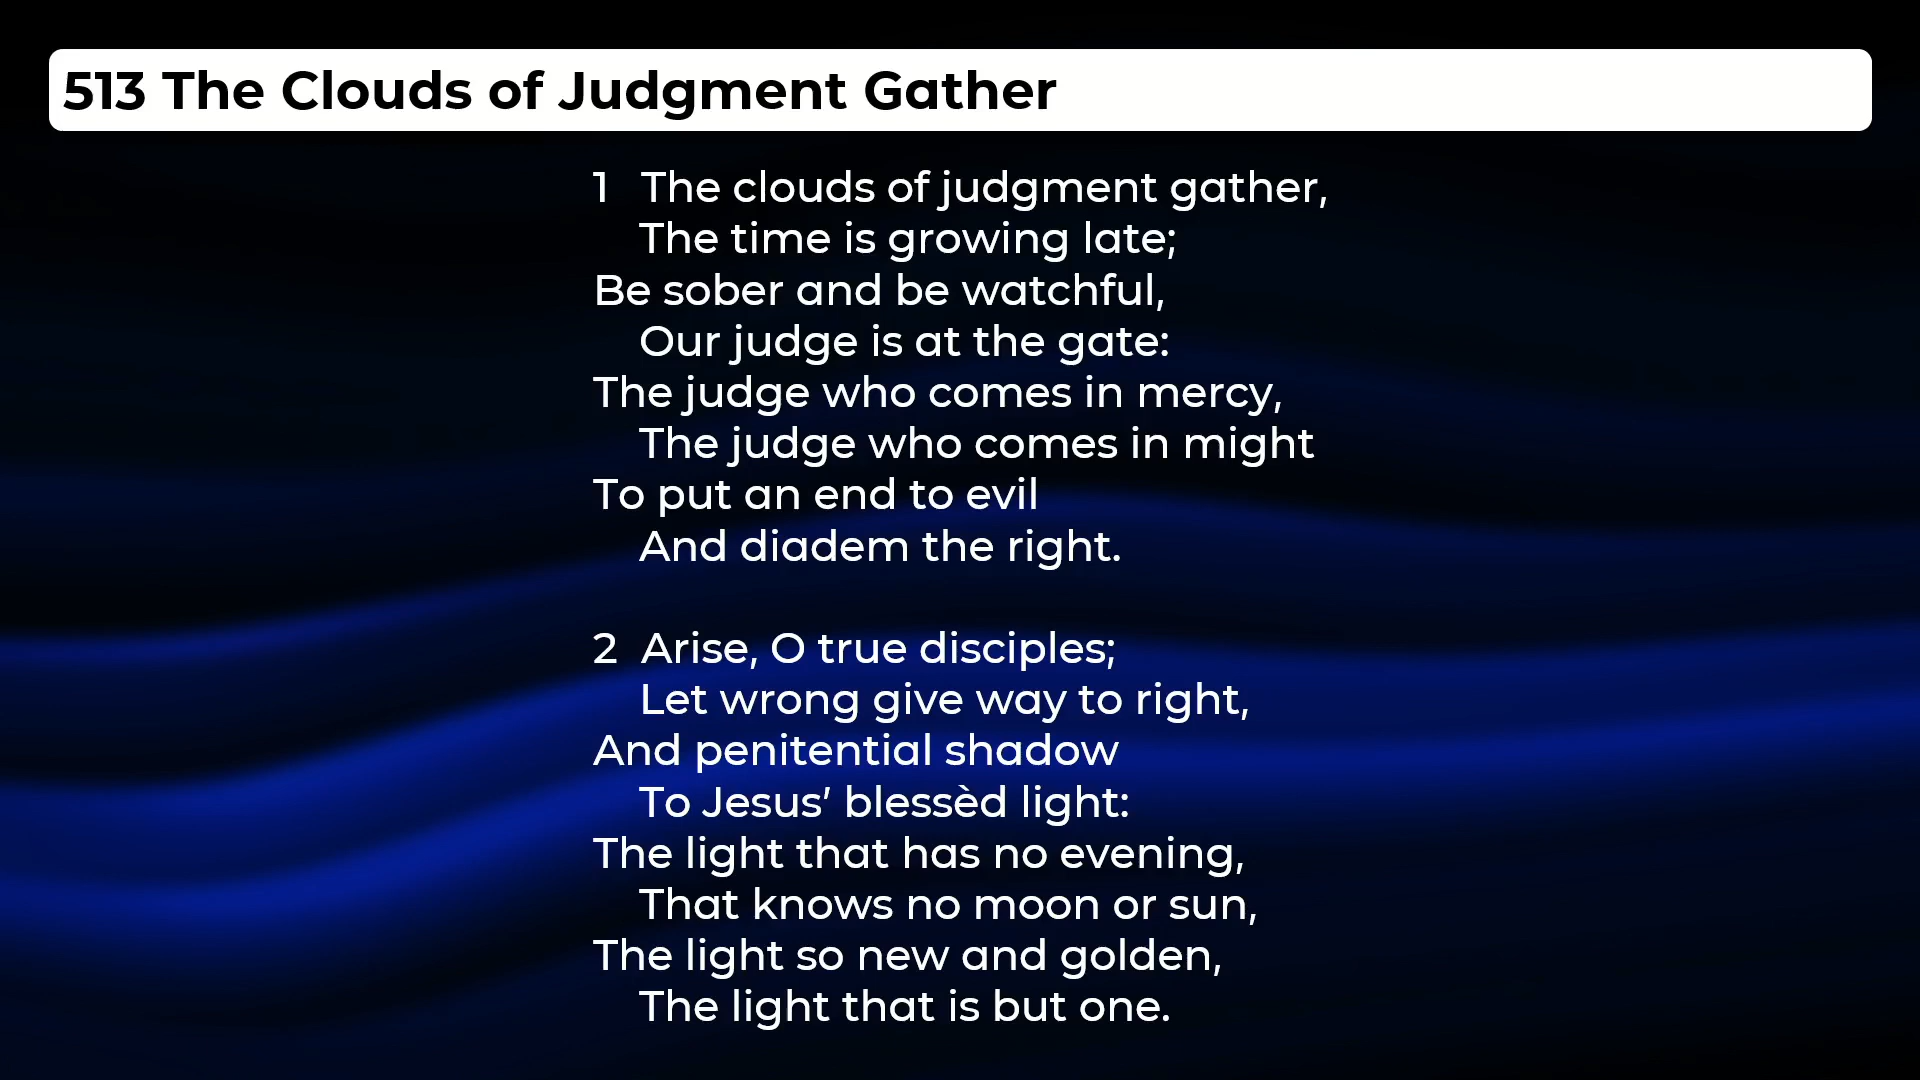 513 The Clouds of Judgment Gather
1 The clouds of judgment gather,
The time is growing late;
Be sober and be watchful,
Our judge is at the gate:
The judge who comes in mercy,
The judge who comes in might
To put an end to evil
And diadem the right.
2 Arise, O true disciples;
Let wrong give way to right,
And penitential shadow
To Jesus’ blessèd light:
The light that has no evening,
That knows no moon or sun,
The light so new and golden,
The light that is but one.